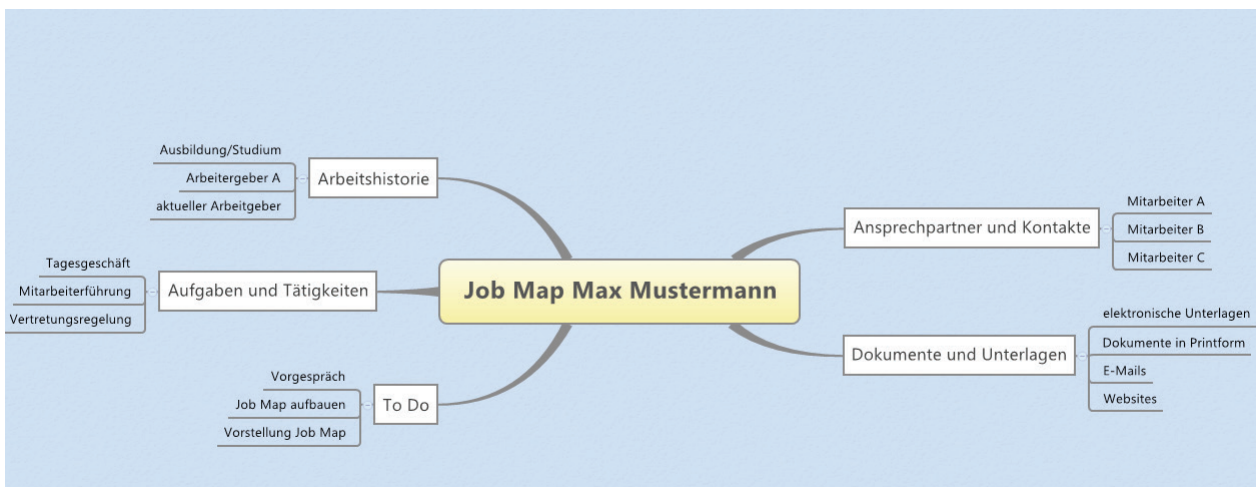 Job Map Max Mustermann
Arbeitshistorie
Ausbildung/Studium
Arbeitergeber A
aktueller Arbeitgeber
Aufgaben und Tätigkeiten
Tagesgeschäft
Mitarbeiterführung
Vertretungsregelung
To Do
Vorgespräch
Job Map aufbauen
Vorstellung Job Map
Ansprechpartner und Kontakte
Mitarbeiter A
Mitarbeiter B
Mitarbeiter C
Dokumente und Unterlagen
elektronische Unterlagen
Dokumente in Printform
E-Mails
Websites